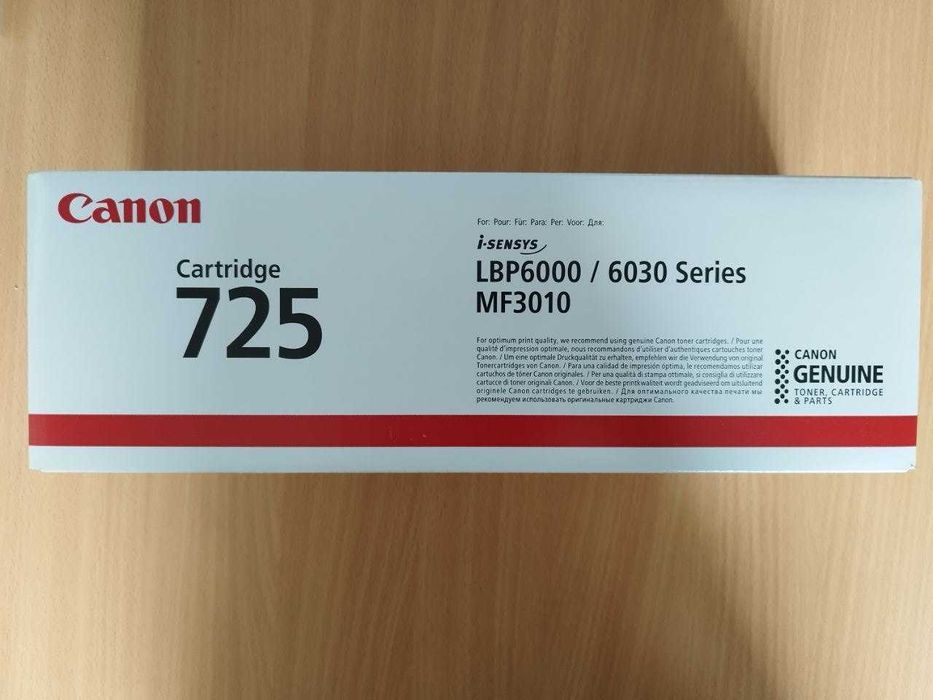 Canon
Cartridge
725
For: Pour: Für: Para: Per: Voor: Для:
i-SENSYS
LBP6000 / 6030 Series
MF3010
For optimum print quality, we recommend using genuine Canon toner cartridges. / Pour une
qualité d'impression optimale, nous recommandons d'utiliser d'authentiques cartouches toner
Canon. / Um eine optimale Druckqualität zu erhalten, empfehlen wir die Verwendung von original
Tonercartridges von Canon. / Para una calidad de impresión óptima, le recomendamos utilizar
cartuchos de tóner Canon originales. / Per una qualità di stampa ottimale, si consiglia di utilizzare
cartucce di toner originali Canon. / Voor de beste printkwaliteit wordt geadviseerd om uitsluitend
originele Canon cartridges te gebruiken. / Для оптимального качества печати мы
рекомендуем использовать оригинальные картриджи Canon.
CANON
GENUINE
TONER, CARTRIDGE
& PARTS